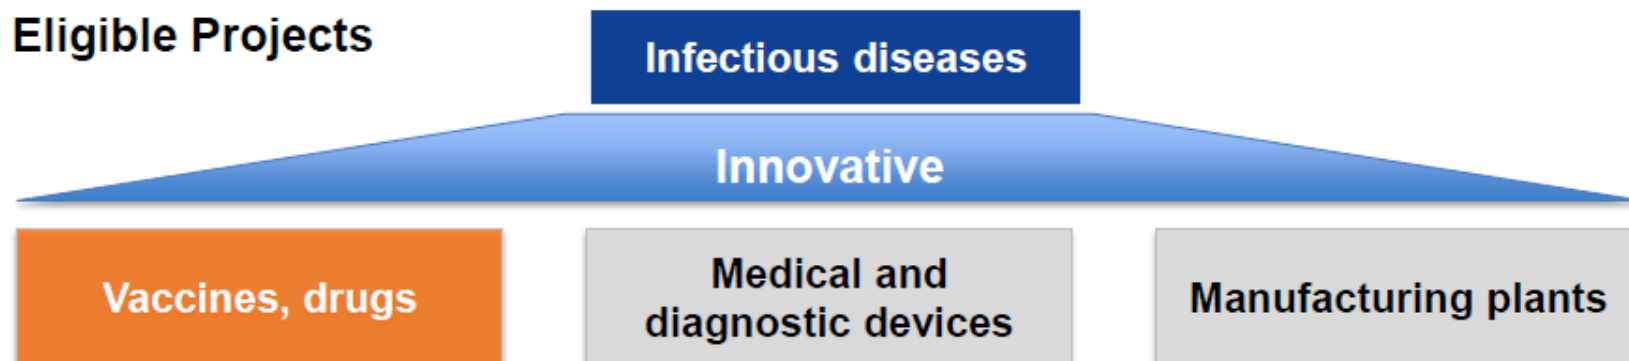 Eligible Projects
Infectious diseases
Innovative
Vaccines, drugs
Medical and
diagnostic devices
Manufacturing plants